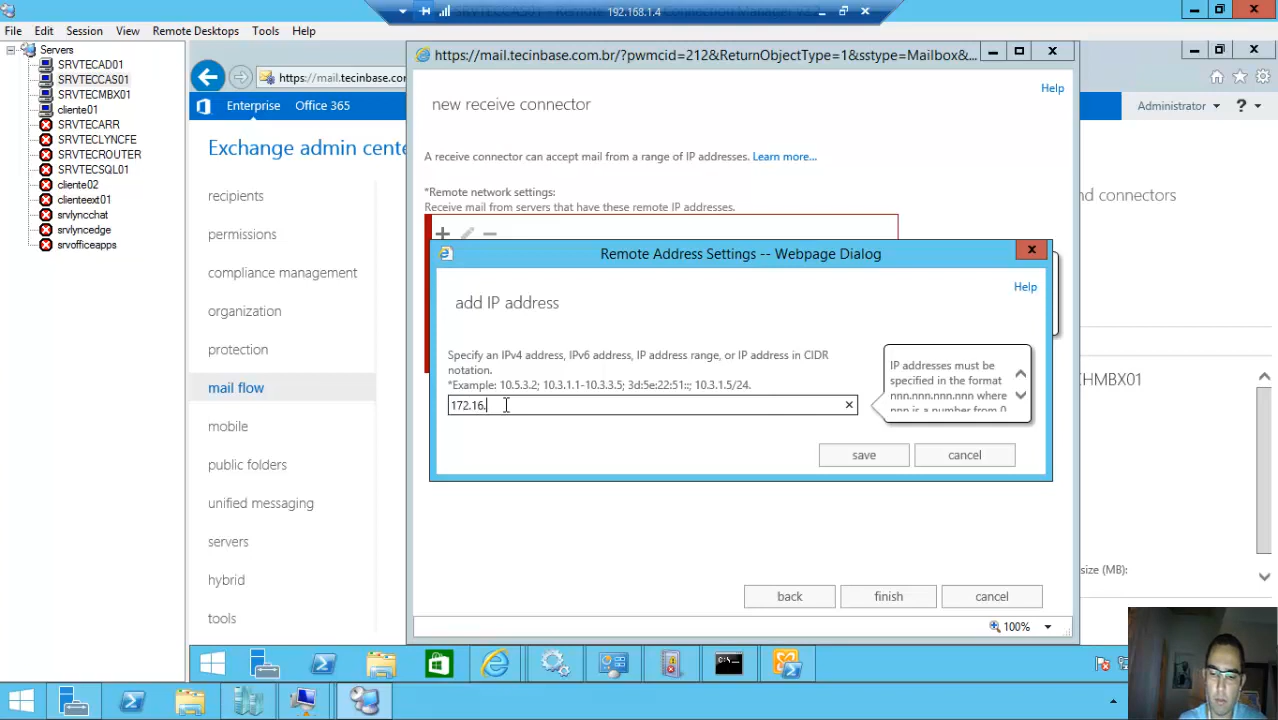 192.168.1.4
File Edit Session View Remote Desktops Tools Help
Servers
SRVTECAD01
SRVTECCAS01
SRVTECMBX01
cliente01
SRVTECARR
SRVTECLYNCFE
SRVTECROUTER
SRVTECSQL01
cliente02
clienteext01
srvlyncchat
srvlyncedge
srvofficeapps
https://mail.tecinbase.com.br/?pwmcid=212&ReturnObjectType=1&sstype=Mailbox&...
https://mail.tecinbase.com.br
Enterprise Office 365
Administrator ?
Exchange admin cente
recipients
permissions
compliance management
organization
protection
mail flow
mobile
public folders
unified messaging
servers
hybrid
tools
Help
new receive connector
A receive connector can accept mail from a range of IP addresses. Learn more...
*Remote network settings:
Receive mail from servers that have these remote IP addresses.
nd connectors
Remote Address Settings -- Webpage Dialog
Help
add IP address
Specify an IPv4 address, IPv6 address, IP address range, or IP address in CIDR
notation.
*Example: 10.5.3.2; 10.3.1.1-10.3.3.5; 3d:5e:22:51::; 10.3.1.5/24.
172.16.
IP addresses must be
specified in the format
nnn.nnn.nnn.nnn where
nnn is a number from 0
save cancel
HMBX01
size (MB):
back finish cancel
100%